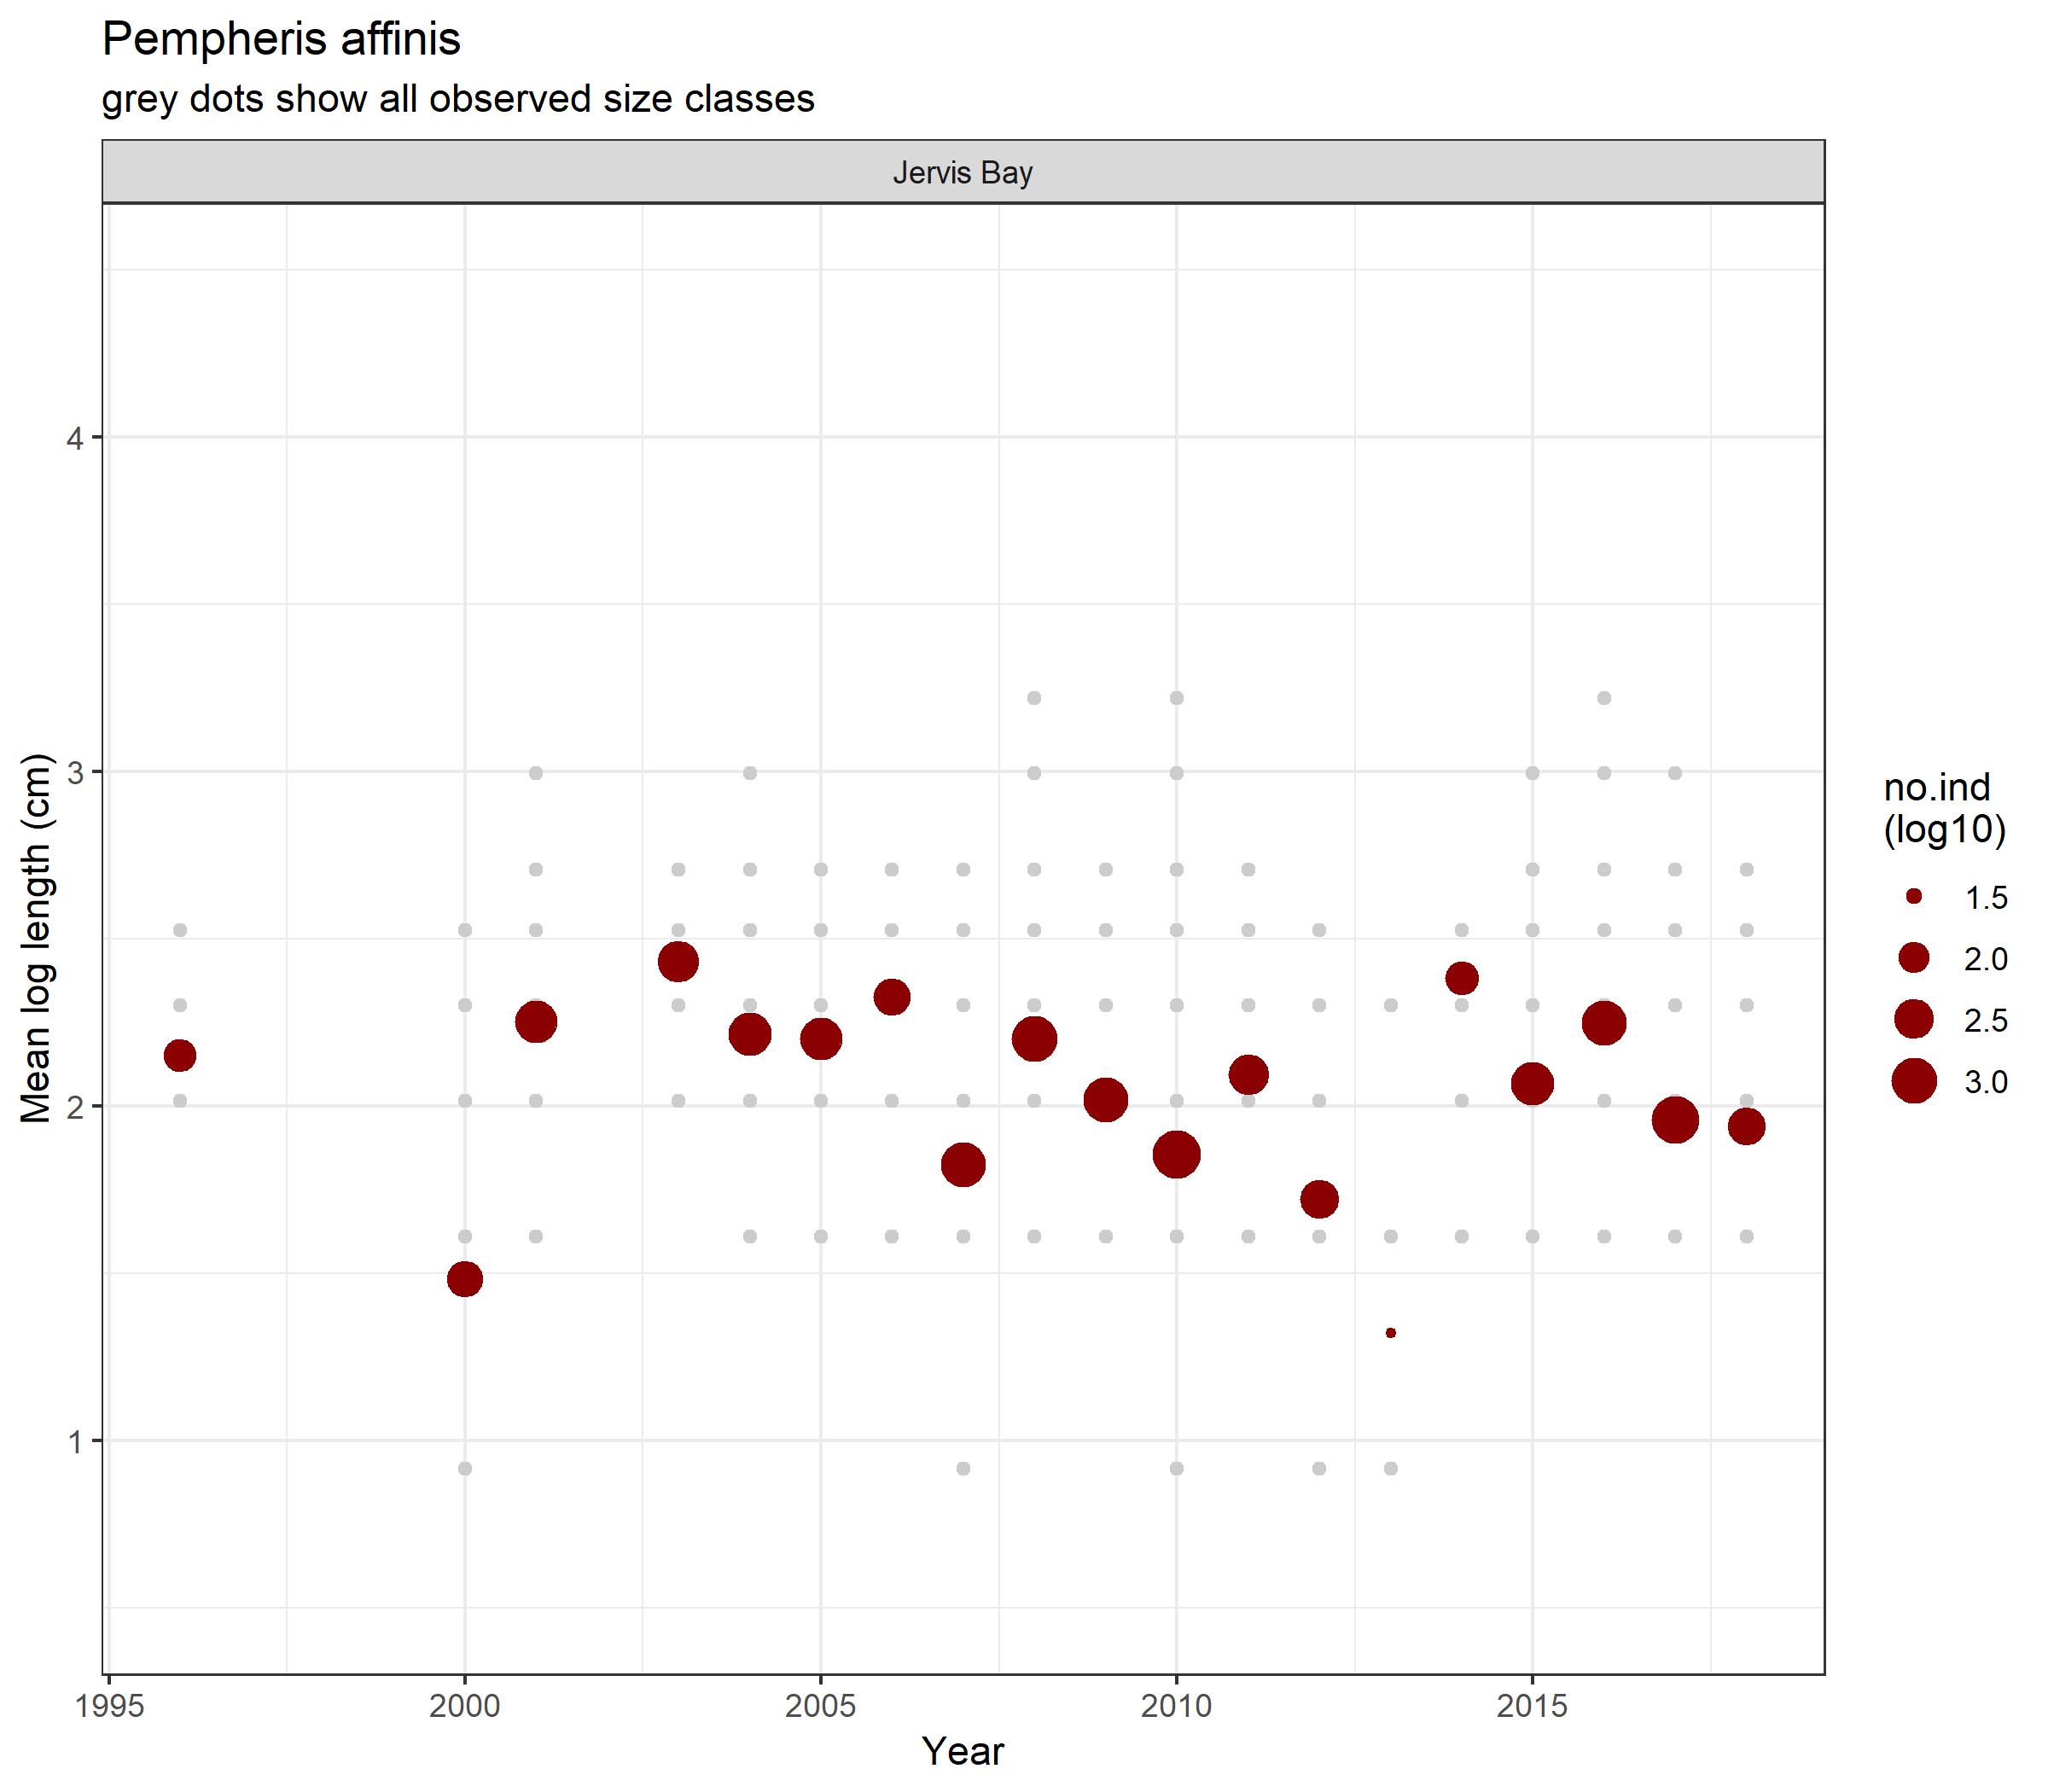 Pempheris affinis
grey dots show all observed size classes
Jervis Bay
Mean log length (cm)
4
3
2
1
1995 2000 2005 2010 2015
Year
no.ind
(log10)
1.5
2.0
2.5
3.0